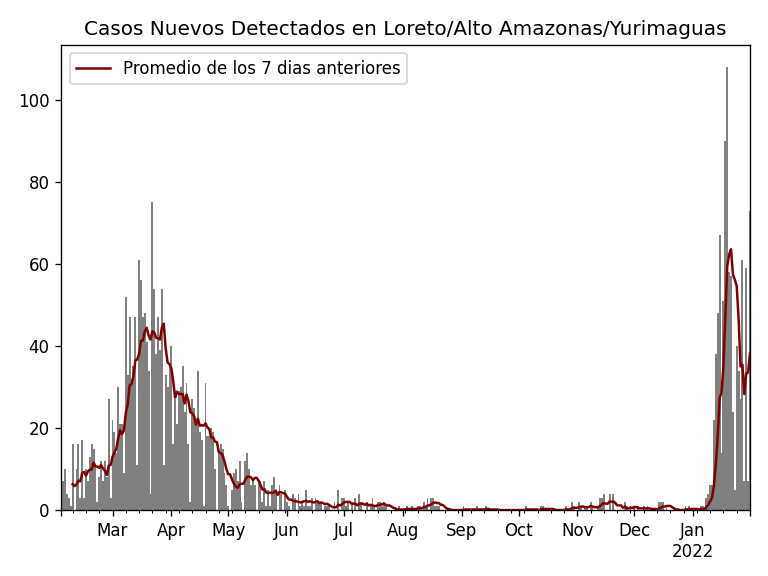 Casos Nuevos Detectados en Loreto/Alto Amazonas/Yurimaguas
Promedio de los 7 dias anteriores
100
80
60
40
20
0
Mar Apr May Jun Jul Aug Sep Oct Nov Dec Jan
2022